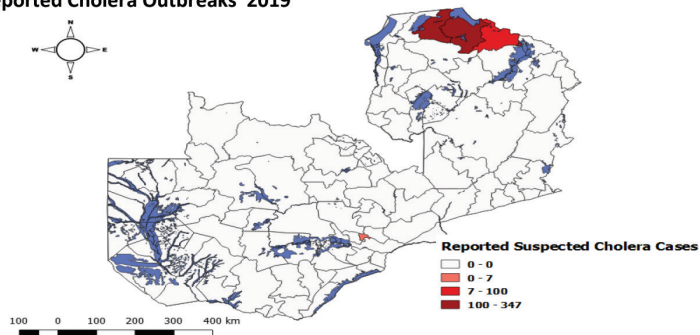 ported Cholera Outbreaks 2019
N
W E
S
Reported Suspected Cholera Cases
0 - 0
0 - 7
7 - 100
100 - 347
100 0 100 200 300 400 km